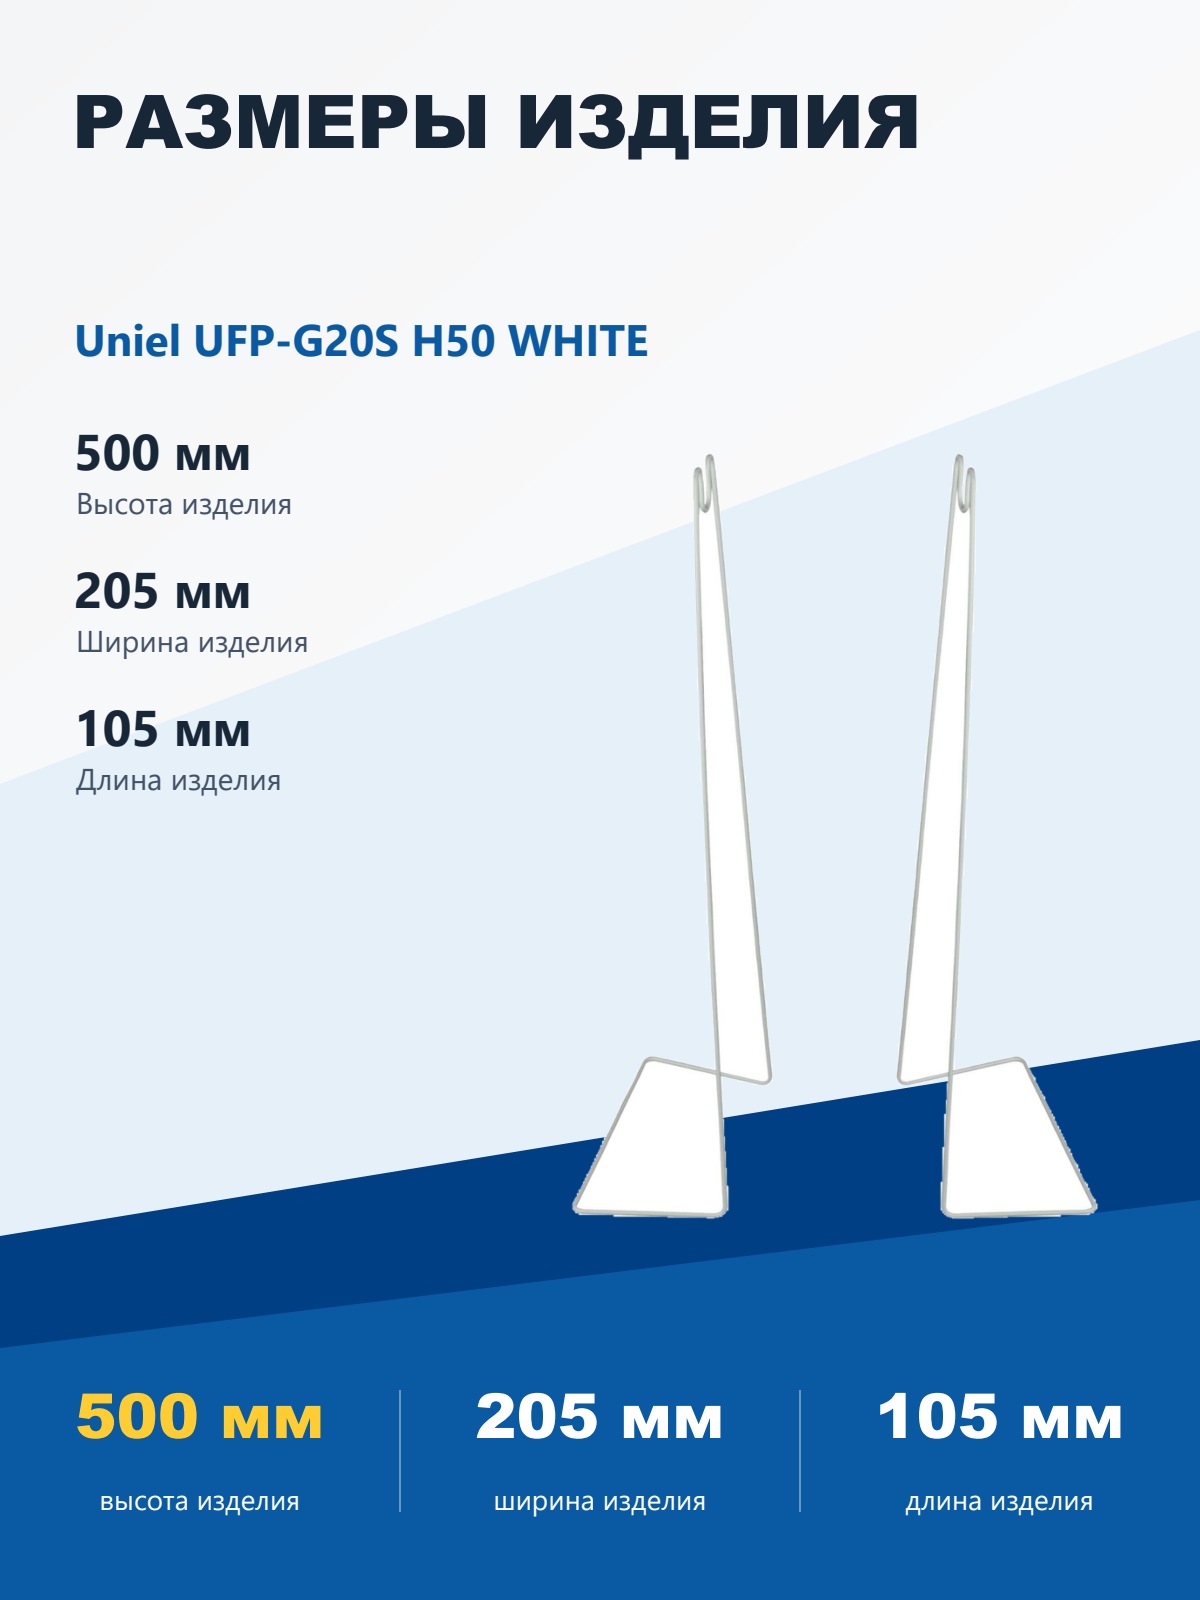 РАЗМЕРЫ ИЗДЕЛИЯ
Uniel UFP-G20S H50 WHITE
500 мм
Высота изделия
205 мм
Ширина изделия
105 мм
Длина изделия
500 мм
205 мм
105 мм
высота изделия
ширина изделия
длина изделия